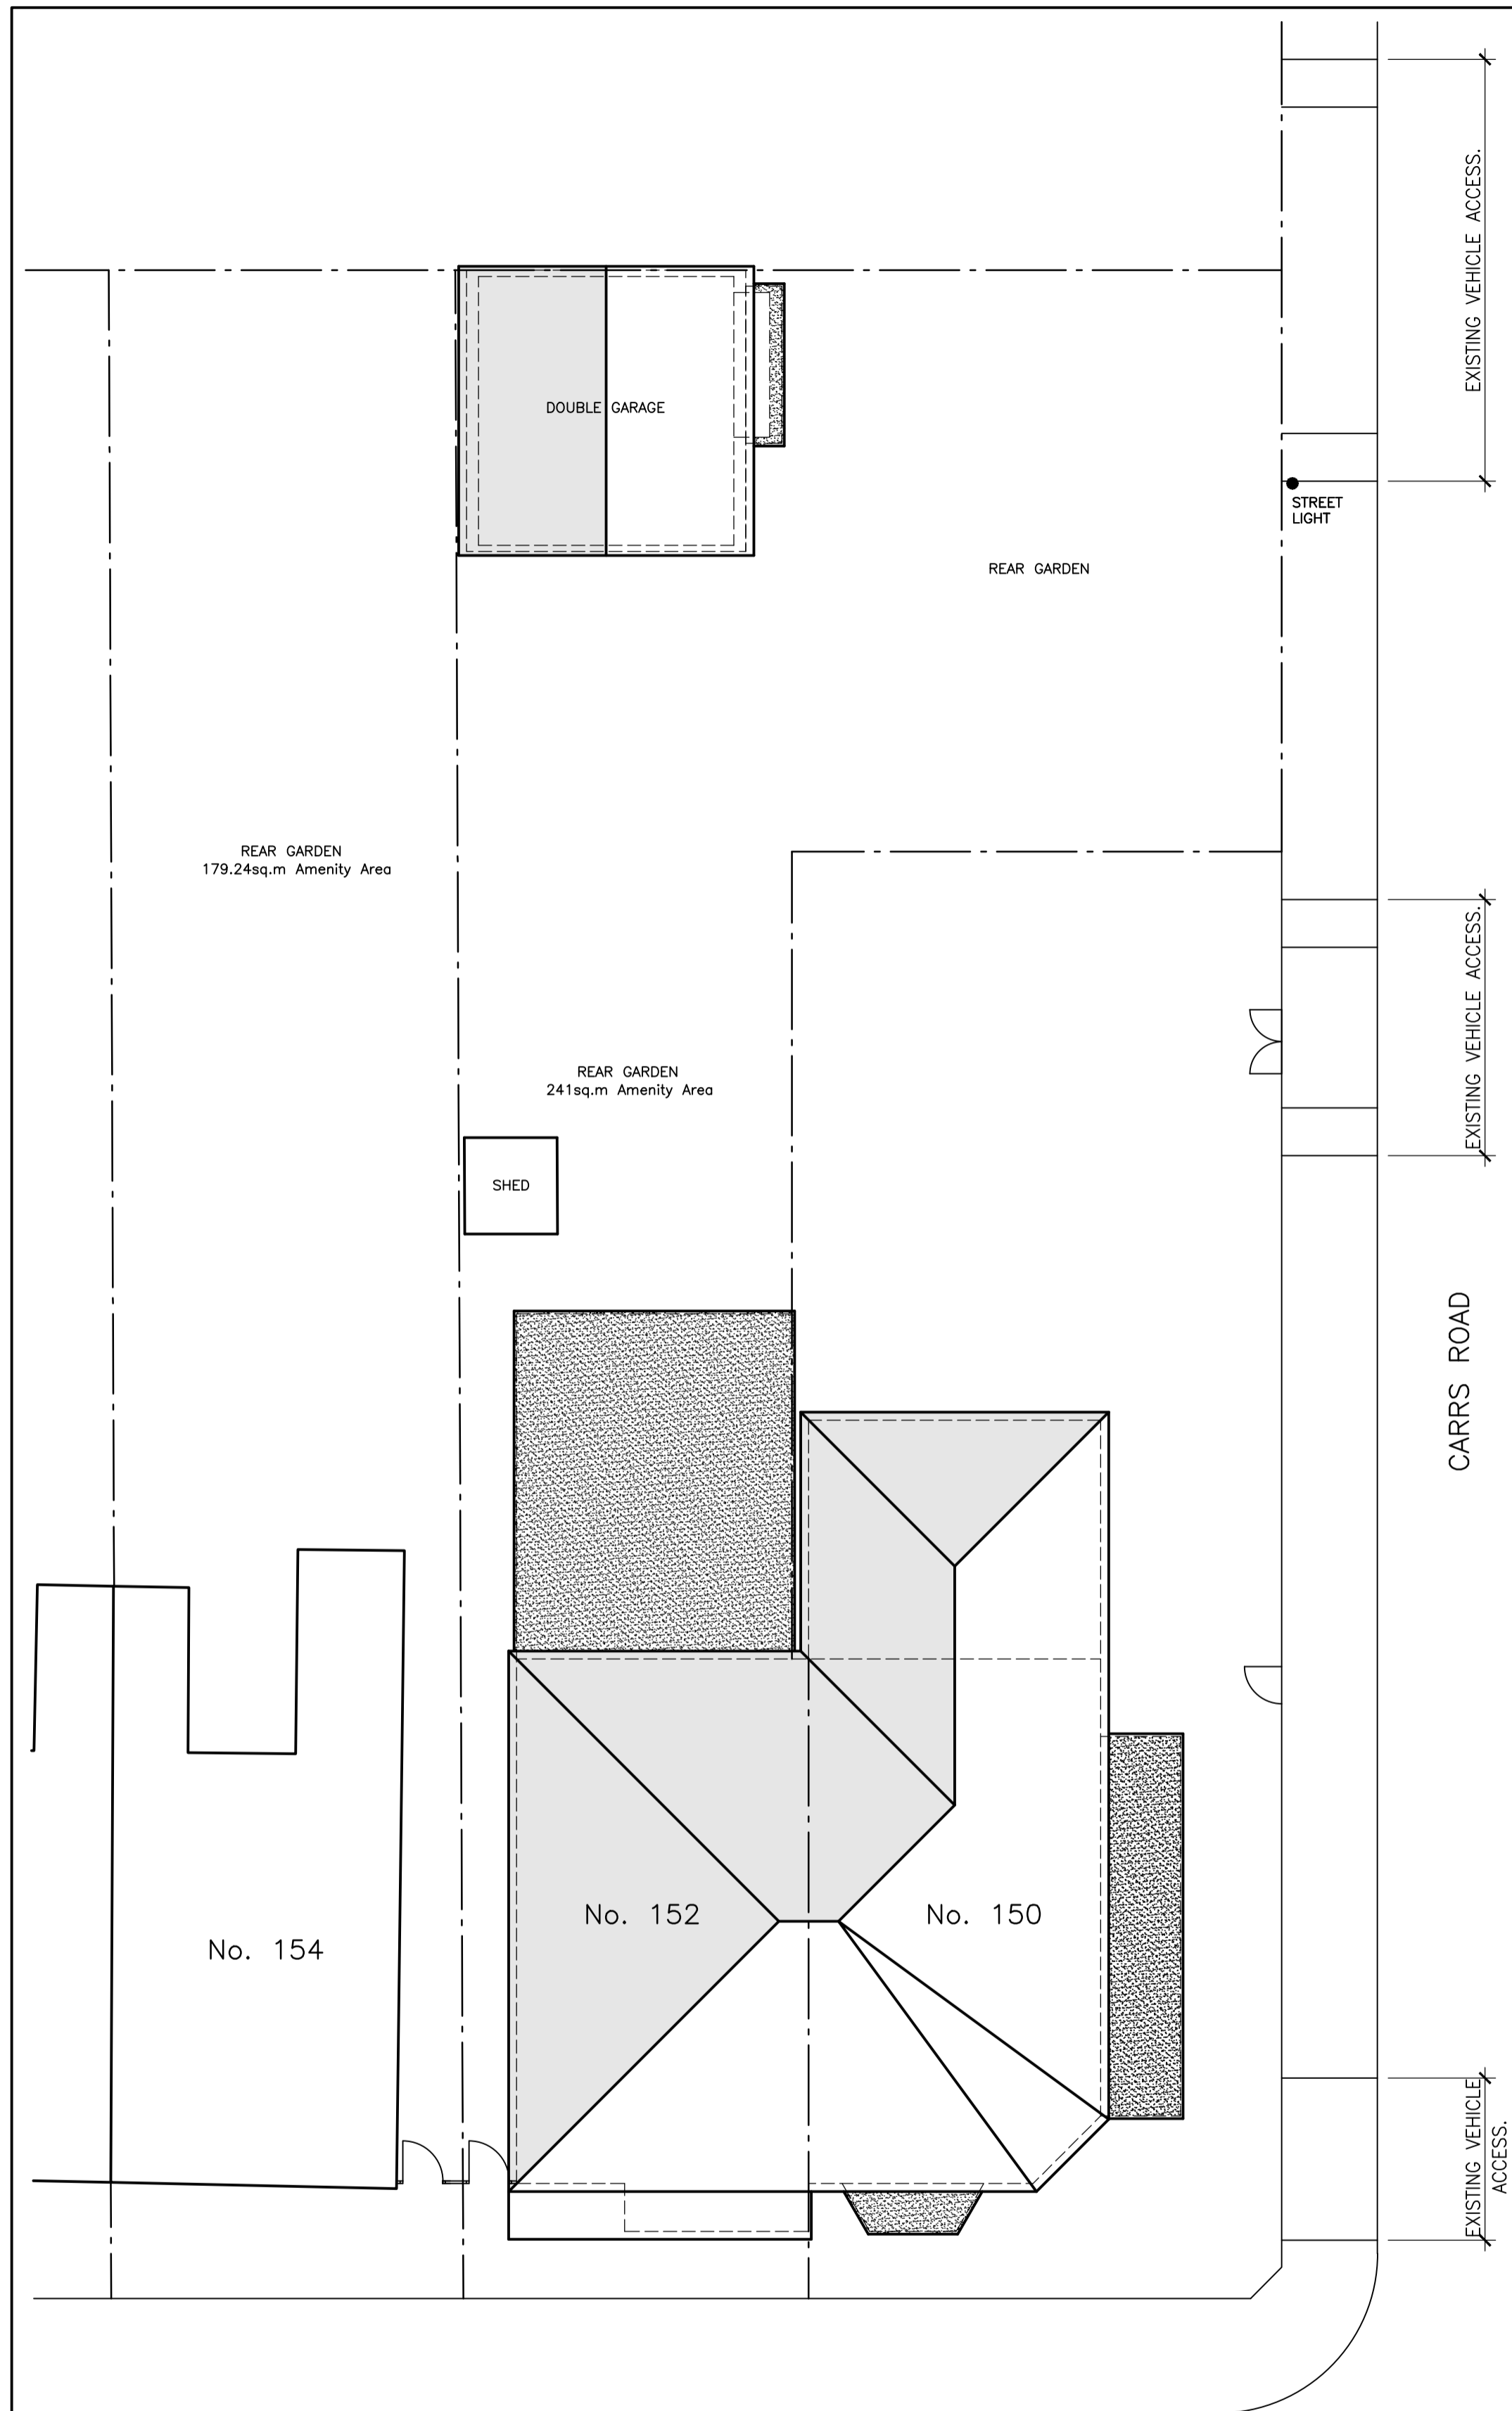 EXISTING VEHICLE ACCESS.
DOUBLE GARAGE
STREET
LIGHT
REAR GARDEN
REAR GARDEN
179.24sq.m Amenity Area
EXISTING VEHICLE ACCESS.
REAR GARDEN
241sq.m Amenity Area
SHED
CARRS ROAD
No. 152
No. 150
No. 154
EXISTING VEHICLE
ACCESS.